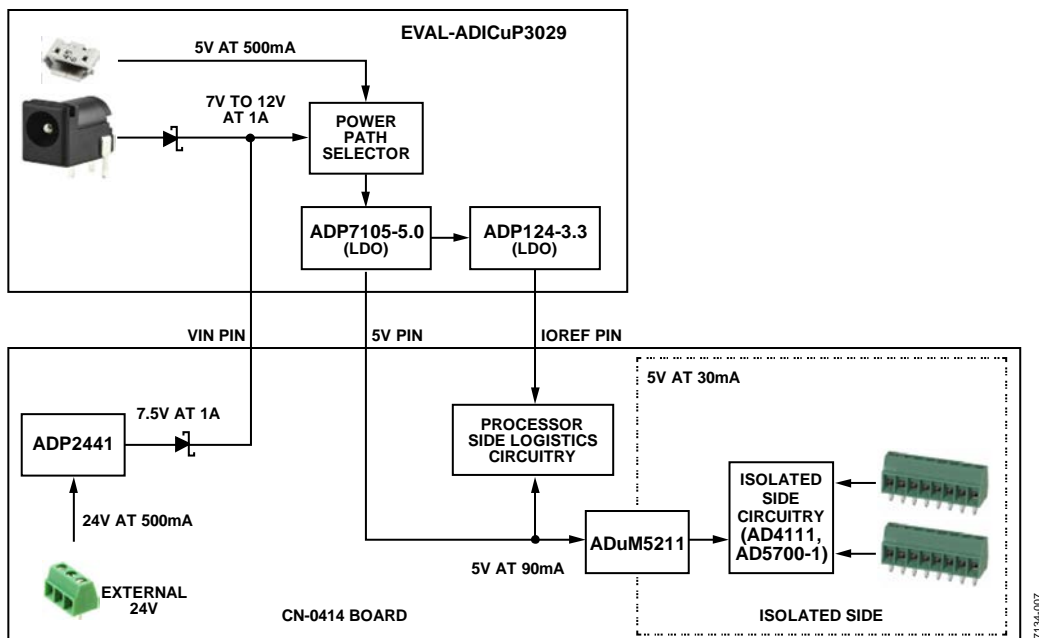 EVAL-ADICuP3029
5V AT 500mA
7V TO 12V
AT 1A
POWER
PATH
SELECTOR
ADP7105-5.0
(LDO)
ADP124-3.3
(LDO)
VIN PIN
5V PIN
IOREF PIN
5V AT 30mA
7.5V AT 1A
ADP2441
PROCESSOR
SIDE LOGISTICS
CIRCUITRY
ISOLATED
SIDE
CIRCUITRY
(AD4111,
AD5700-1)
24V AT 500mA
ADuM5211
5V AT 90mA
EXTERNAL
24V
CN-0414 BOARD
ISOLATED SIDE
7134-007